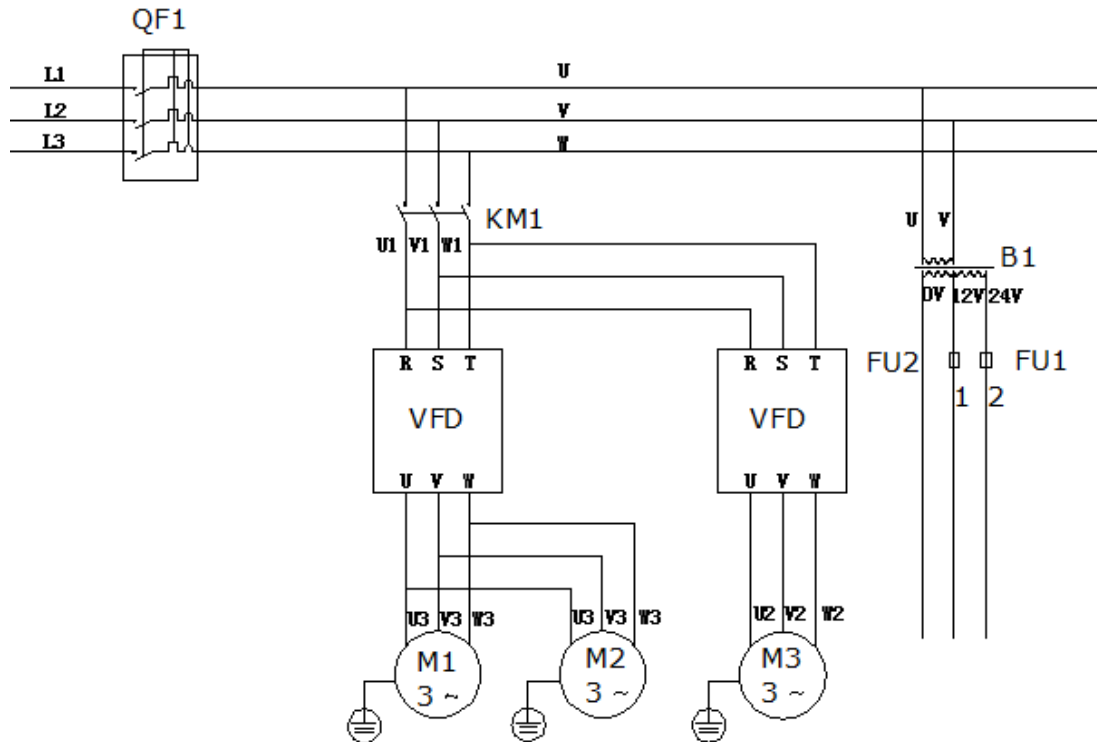 QF1
L1 U
L2 V
L3 W
KM1
U V
U1 V1 W1
B1
0V 12V 24V
R S T
R S T
FU2 FU1
1 2
VFD
VFD
U V W
U V W
U3 V3 W3
U3 V3 W3
U2 V2 W2
M1
3 ~
M2
3 ~
M3
3 ~